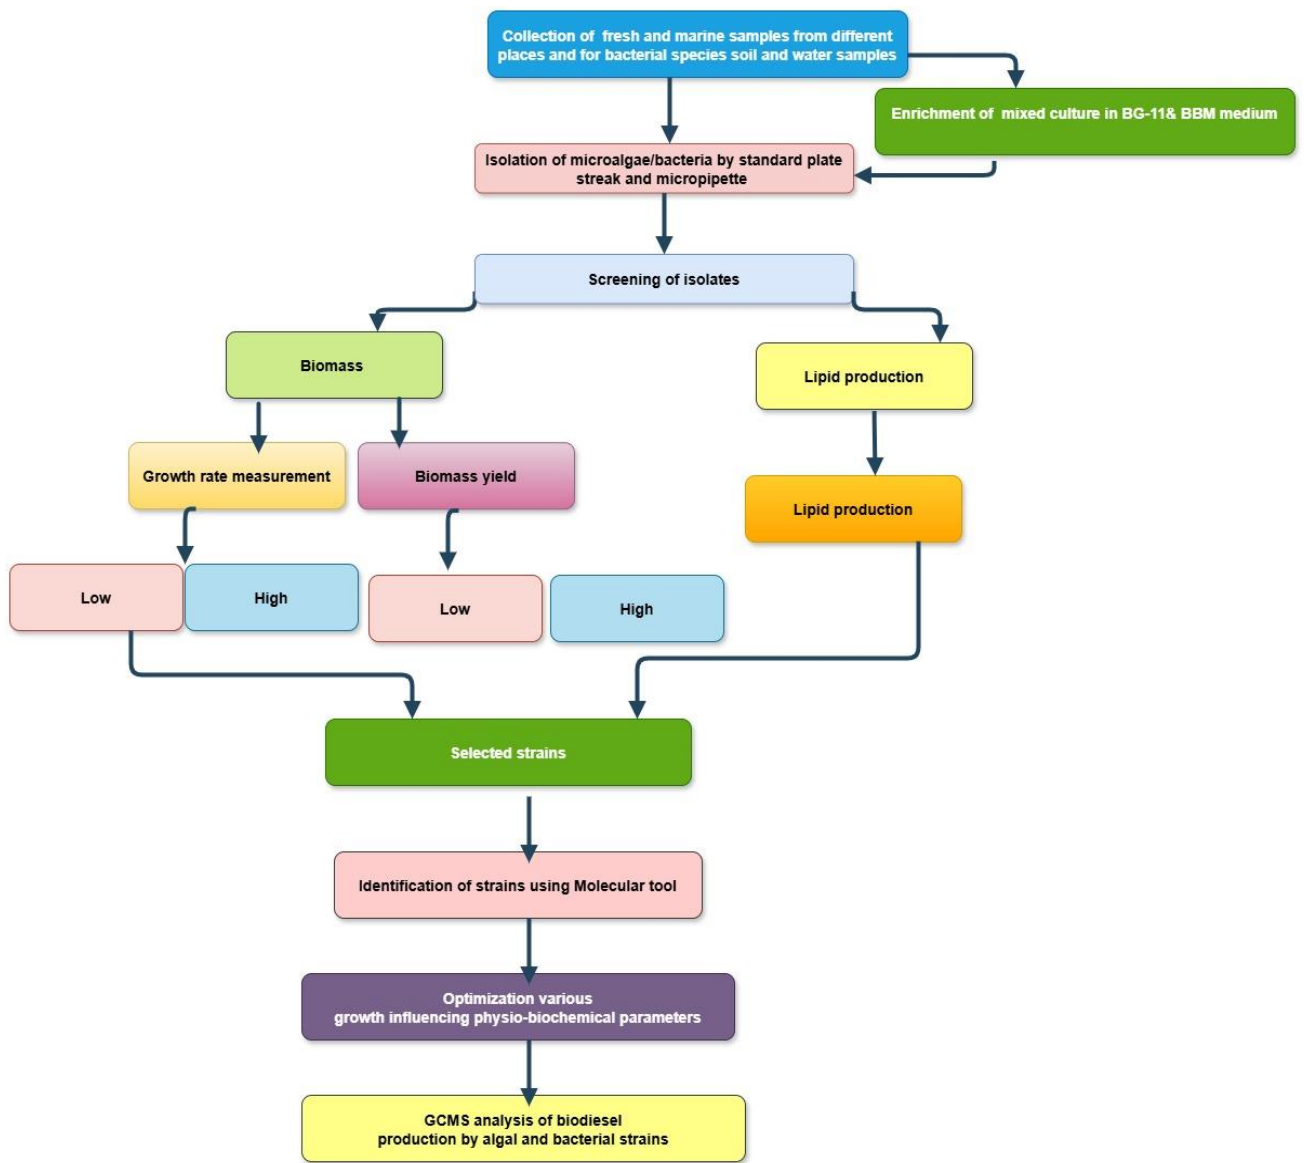 Collection of fresh and marine samples from different
places and for bacterial species soil and water samples
Enrichment of mixed culture in BG-11& BBM medium
Isolation of microalgae/bacteria by standard plate
streak and micropipette
Screening of isolates
Biomass
Lipid production
Growth rate measurement
Biomass yield
Lipid production
Low
High
Low
High
Selected strains
Identification of strains using Molecular tool
Optimization various
growth influencing physio-biochemical parameters
GCMS analysis of biodiesel
production by algal and bacterial strains